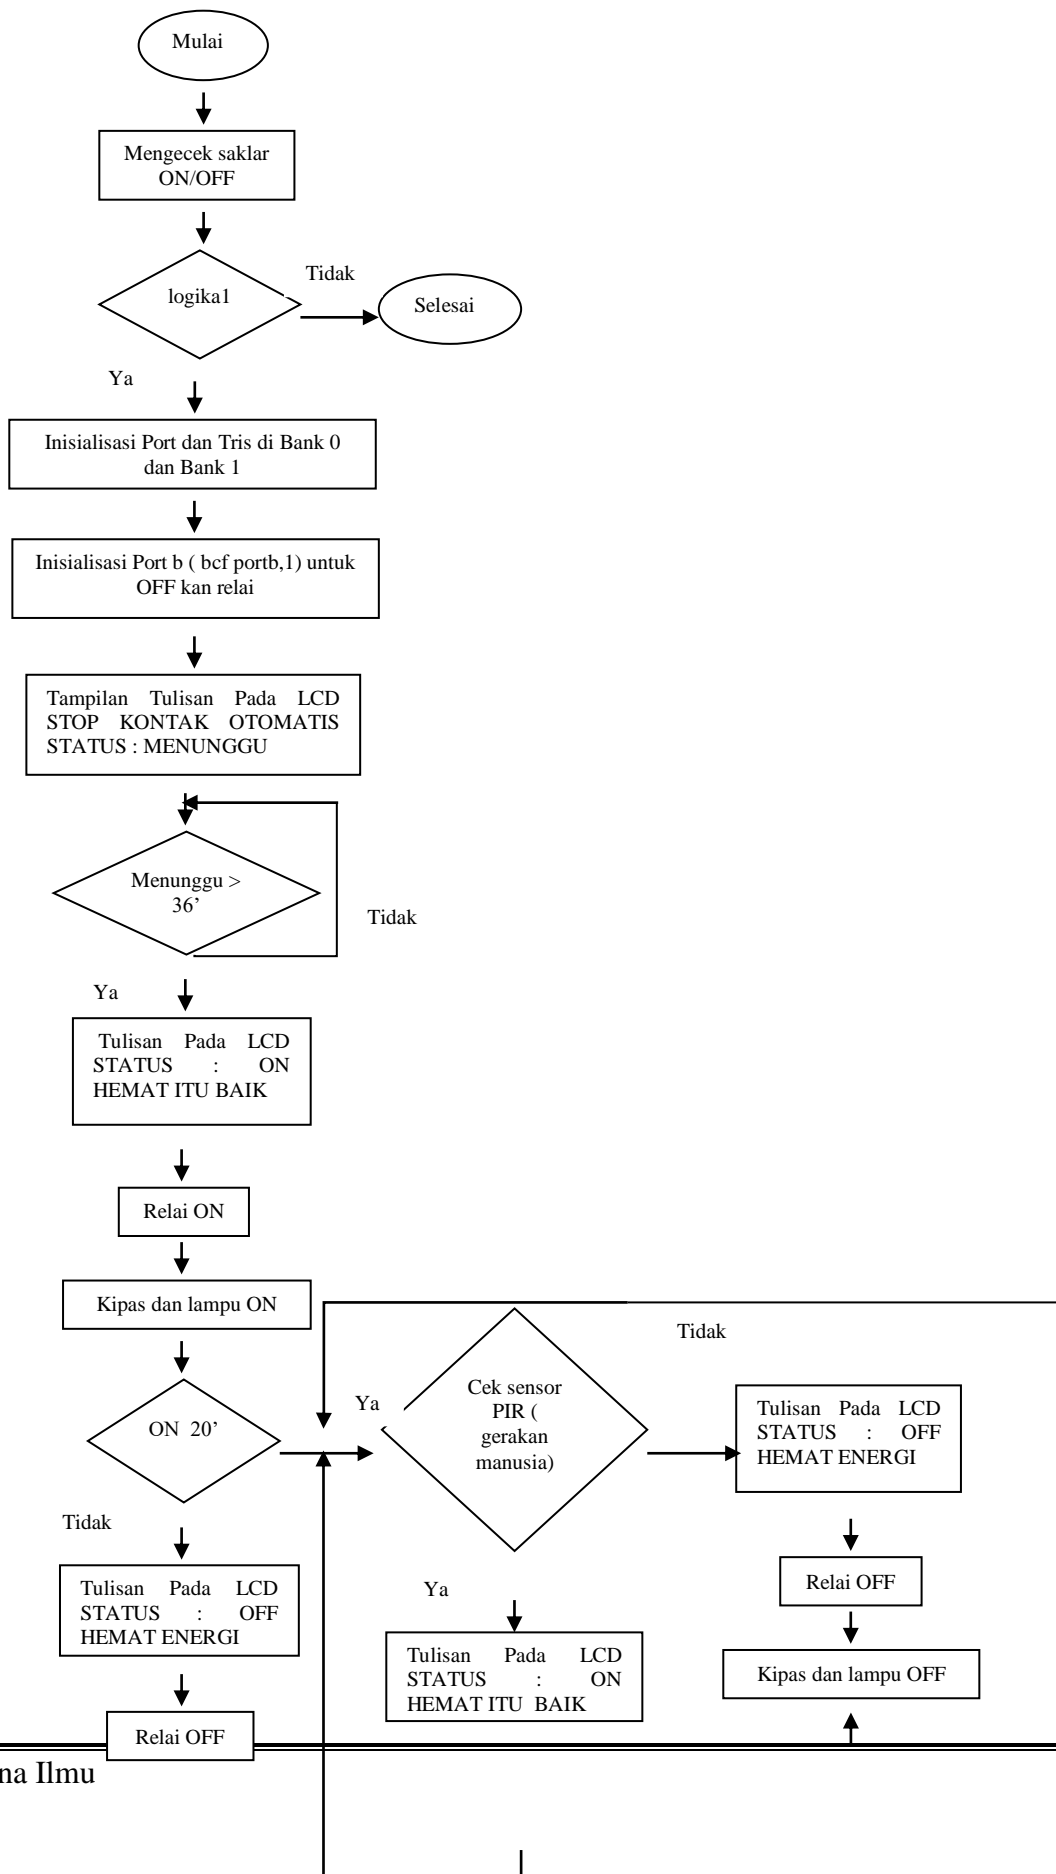 Mulai
Mengecek saklar
ON/OFF
logika1
Tidak
Selesai
Ya
Inisialisasi Port dan Tris di Bank 0
dan Bank 1
Inisialisasi Port b ( bcf portb,1) untuk
OFF kan relai
Tampilan Tulisan Pada LCD
STOP KONTAK OTOMATIS
STATUS : MENUNGGU
Menunggu >
36’
Tidak
Ya
Tulisan Pada LCD
STATUS : ON
HEMAT ITU BAIK
Relai ON
Kipas dan lampu ON
ON 20’
Ya
Cek sensor
PIR (
gerakan
manusia)
Tidak
Tulisan Pada LCD
STATUS : OFF
HEMAT ENERGI
Tidak
Tulisan Pada LCD
STATUS : OFF
HEMAT ENERGI
Ya
Tulisan Pada LCD
STATUS : ON
HEMAT ITU BAIK
Relai OFF
Kipas dan lampu OFF
Relai OFF
na Ilmu